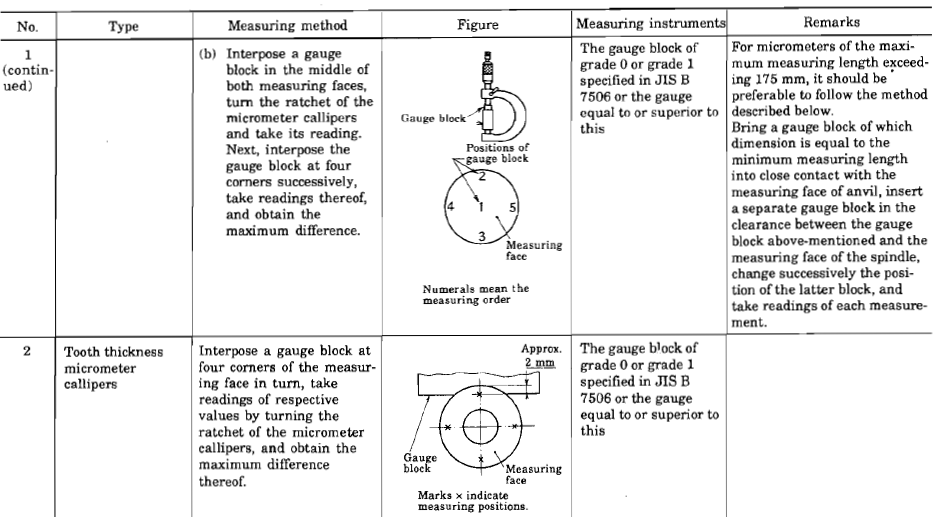 No.
Type
Measuring method
Figure
Measuring instruments
Remarks
1
(contin-
ued)
(b) Interpose a gauge
block in the middle of
both measuring faces,
turn the ratchet of the
micrometer callipers
and take its reading.
Next, interpose the
gauge block at four
corners successively,
take readings thereof,
and obtain the
maximum difference.
Gauge block
Positions of
gauge block
2
4 1 5
3
Measuring
face
Numerals mean the
measuring order
The gauge block of
grade 0 or grade 1
specified in JIS B
7506 or the gauge
equal to or superior to
this
For micrometers of the maxi-
mum measuring length exceed-
ing 175 mm, it should be
preferable to follow the method
described below.
Bring a gauge block of which
dimension is equal to the
minimum measuring length
into close contact with the
measuring face of anvil, insert
a separate gauge block in the
clearance between the gauge
block above-mentioned and the
measuring face of the spindle,
change successively the posi-
tion of the latter block, and
take readings of each measure-
ment.
2
Tooth thickness
micrometer
callipers
Interpose a gauge block at
four corners of the measur-
ing face in turn, take
readings of respective
values by turning the
ratchet of the micrometer
callipers, and obtain the
maximum difference
thereof.
Approx.
2 mm
Gauge
block
Measuring
face
Marks × indicate
measuring positions.
The gauge block of
grade 0 or grade 1
specified in JIS B
7506 or the gauge
equal to or superior to
this